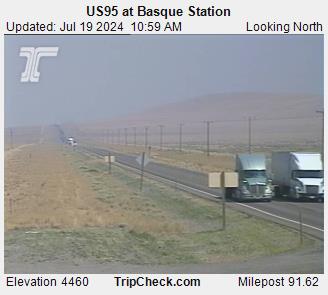 US95 at Basque Station
Updated: Jul 19 2024 10:59 AM Looking North
Elevation 4460 TripCheck.com Milepost 91.62